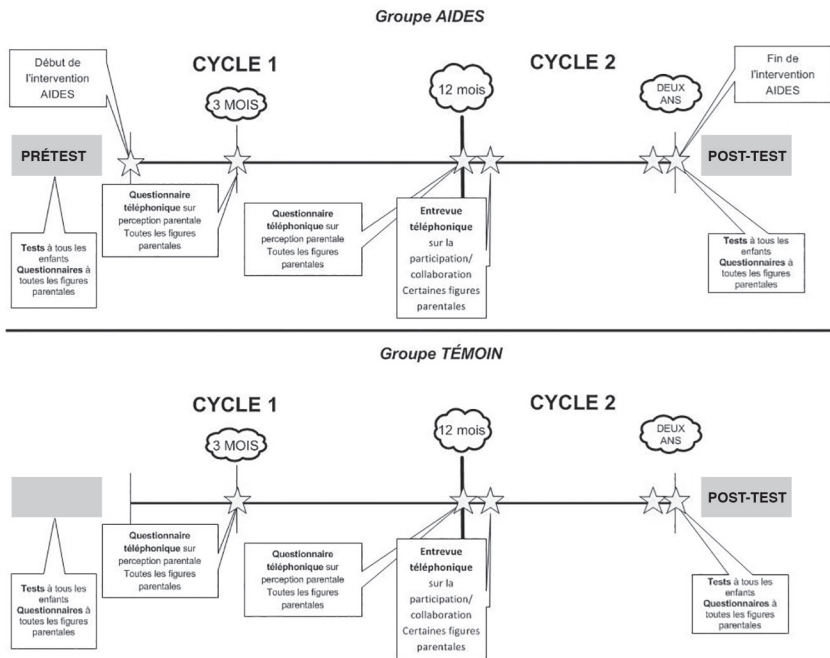 Groupe AIDES
Début de
l'intervention
AIDES
CYCLE 1
3 MOIS
12 mois
CYCLE 2
DEUX
ANS
Fin de
l'intervention
AIDES
PRÉTEST
POST-TEST
Tests à tous les
enfants
Questionnaires à
toutes les figures
parentales
Questionnaire
téléphonique sur
perception parentale
Toutes les figures
parentales
Questionnaire
téléphonique sur
perception parentale
Toutes les figures
parentales
Entrevue
téléphonique
sur la
participation/
collaboration
Certaines figures
parentales
Tests à tous les
enfants
Questionnaires à
toutes les figures
parentales
Groupe TÉMOIN
CYCLE 1
3 MOIS
12 mois
CYCLE 2
DEUX
ANS
POST-TEST
Tests à tous les
enfants
Questionnaires à
toutes les figures
parentales
Questionnaire
téléphonique sur
perception parentale
Toutes les figures
parentales
Questionnaire
téléphonique sur
perception parentale
Toutes les figures
parentales
Entrevue
téléphonique
sur la
participation/
collaboration
Certaines figures
parentales
Tests à tous les
enfants
Questionnaires à
toutes les figures
parentales